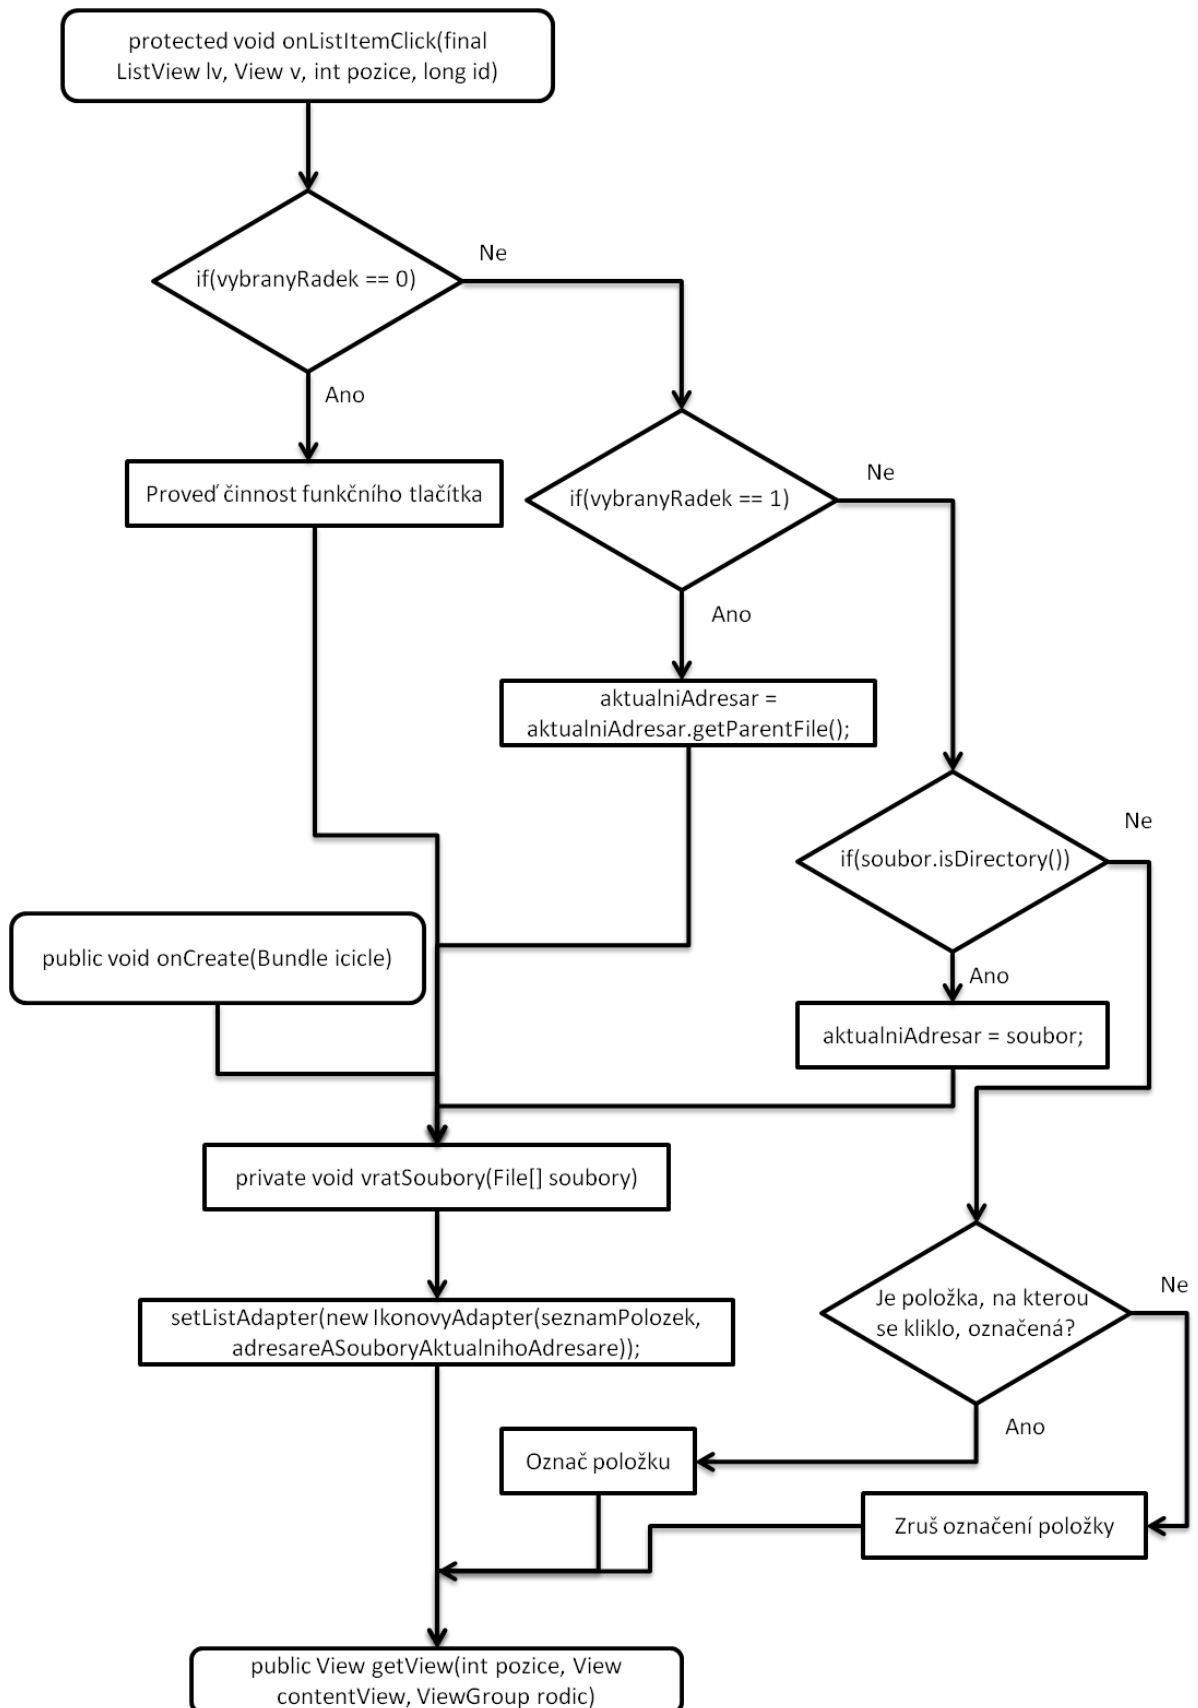 protected void onListItemClick(final
ListView lv, View v, int pozice, long id)
Ne
if(vybranyRadek == 0)
Ano
Ne
Proveď činnost funkčního tlačítka
if(vybranyRadek == 1)
Ano
aktualniAdresar =
aktualniAdresar.getParentFile();
Ne
if(soubor.isDirectory())
public void onCreate(Bundle icicle)
Ano
aktualniAdresar = soubor;
private void vratSoubory(File[] soubory)
Ne
Je položka, na kterou
se kliklo, označená?
setListAdapter(new IkonovyAdapter(seznamPolozek,
adresareASouboryAktualnihoAdresare));
Ano
Označ položku
Zruš označení položky
public View getView(int pozice, View
contentView, ViewGroup rodic)